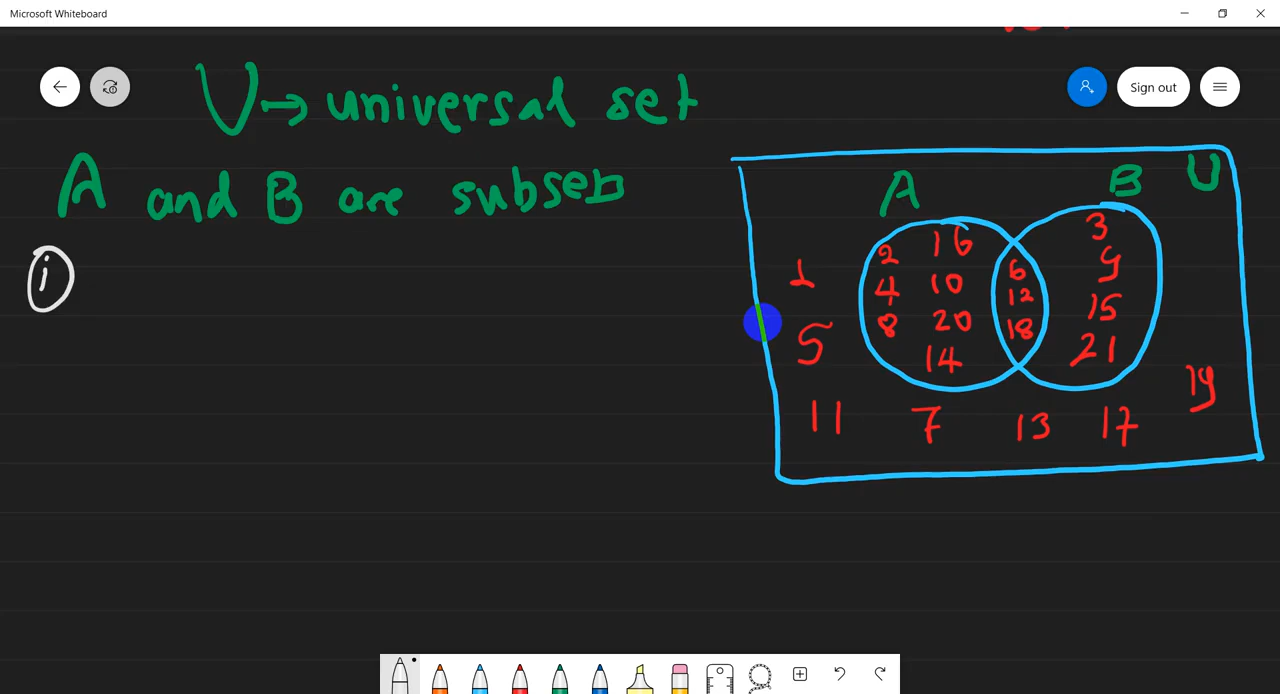 Microsoft Whiteboard
Sign out
U → universal set
A and B are subsets
i
A B U
2 16 6 3
4 10 12 9
8 20 18 15
14 21
1
5
19
11 7 13 17